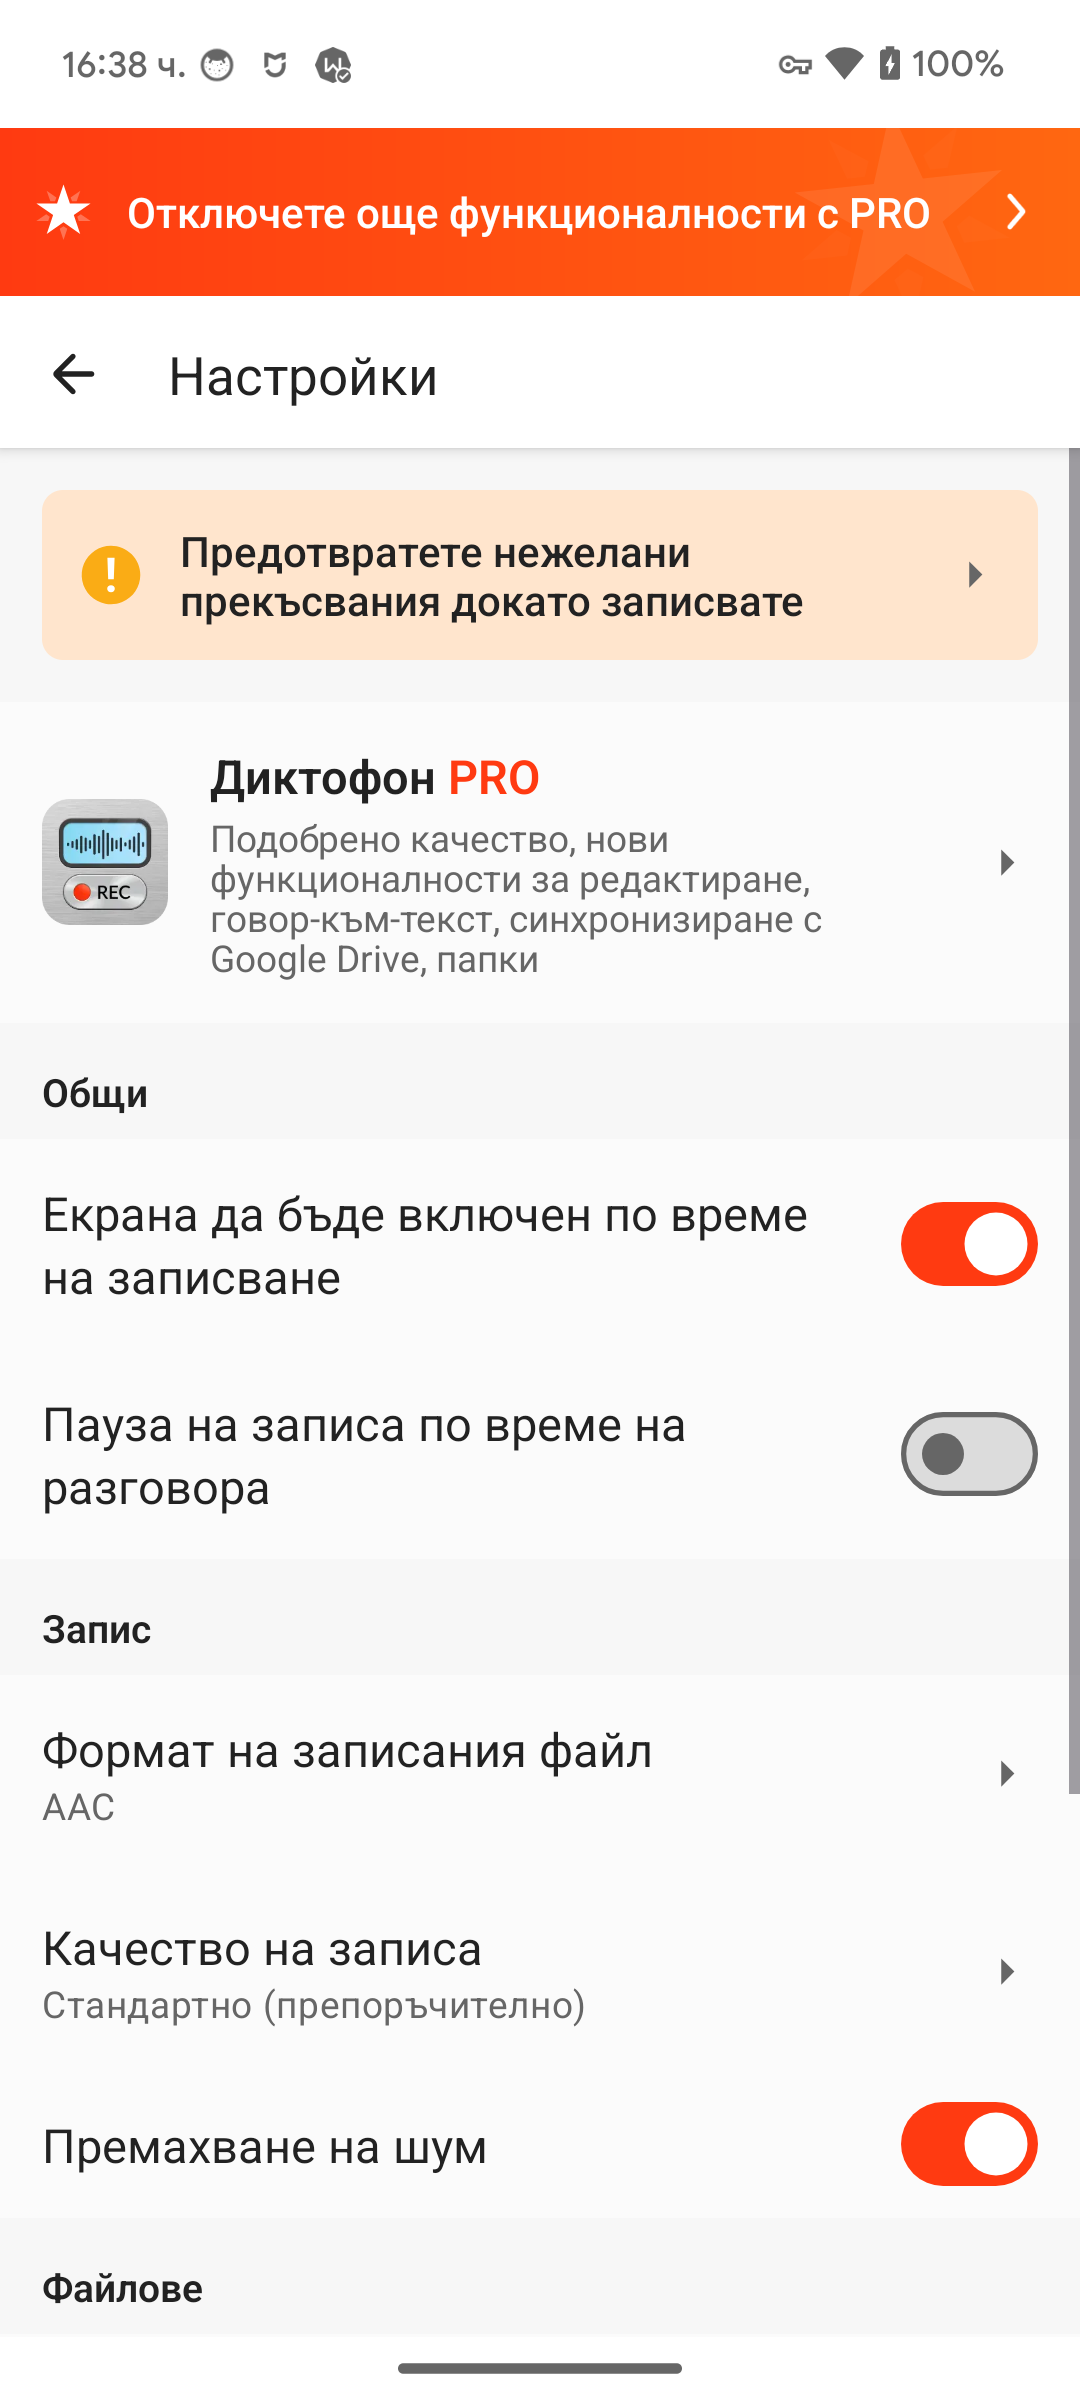 16:38 ч.
100%
Отключете още функционалности с PRO
Настройки
Предотвратете нежелани
прекъсвания докато записвате
Диктофон PRO
Подобрено качество, нови
функционалности за редактиране,
говор-към-текст, синхронизиране с
Google Drive, папки
REC
Общи
Екрана да бъде включен по време
на записване
Пауза на записа по време на
разговора
Запис
Формат на записания файл
AAC
Качество на записа
Стандартно (препоръчително)
Премахване на шум
Файлове